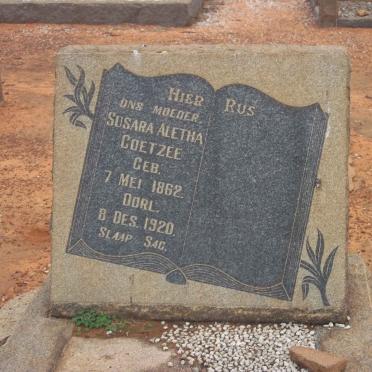 HIER RUS
ONS MOEDER
SUSARA ALETHA
COETZEE
GEB.
7 MEI 1862.
OORL.
8 DES. 1920.
SLAAP SAG.